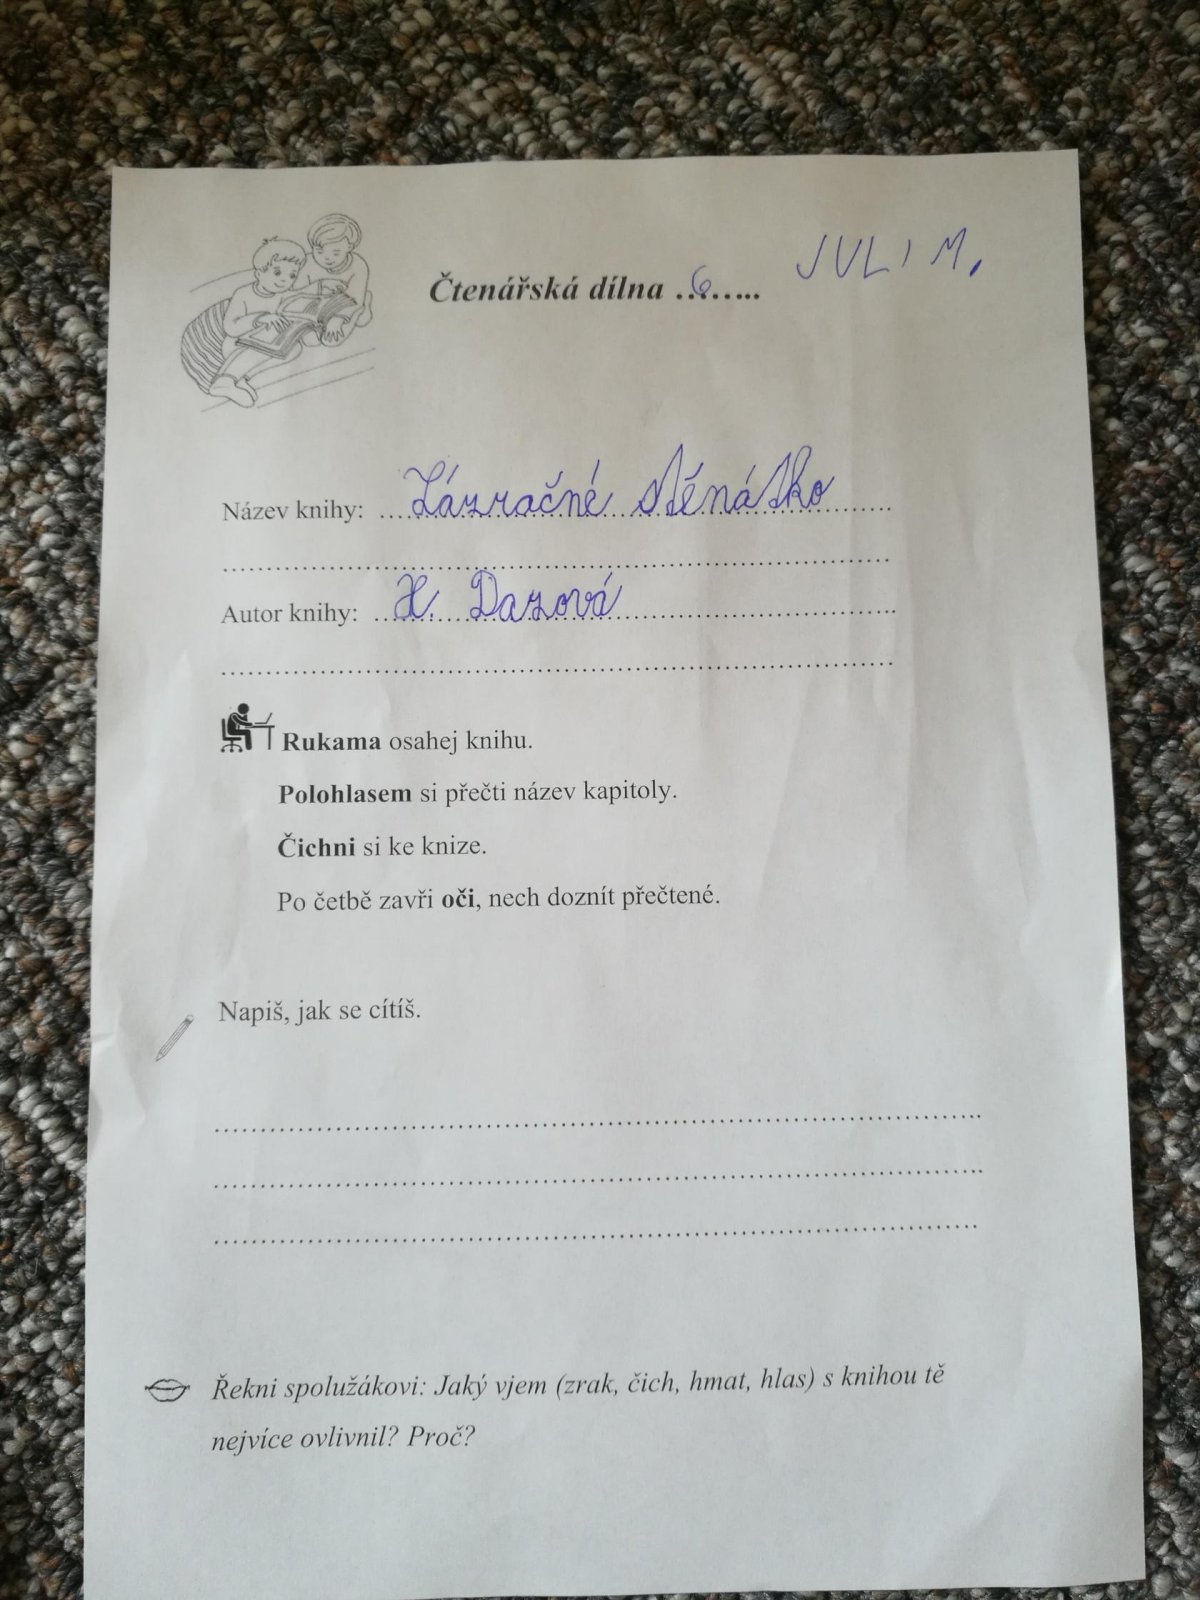 Čtenářská dílna ...6.....
JULI M.
Název knihy: ....Zázračné stěnátko.......
........................................................................
Autor knihy: ...H. Dazová...............................
........................................................................
Rukama osahej knihu.
Polohlasem si přečti název kapitoly.
Čichni si ke knize.
Po četbě zavři oči, nech doznít přečtené.
Napiš, jak se cítíš.
........................................................................
........................................................................
........................................................................
Řekni spolužákovi: Jaký vjem (zrak, čich, hmat, hlas) s knihou tě
nejvíce ovlivnil? Proč?